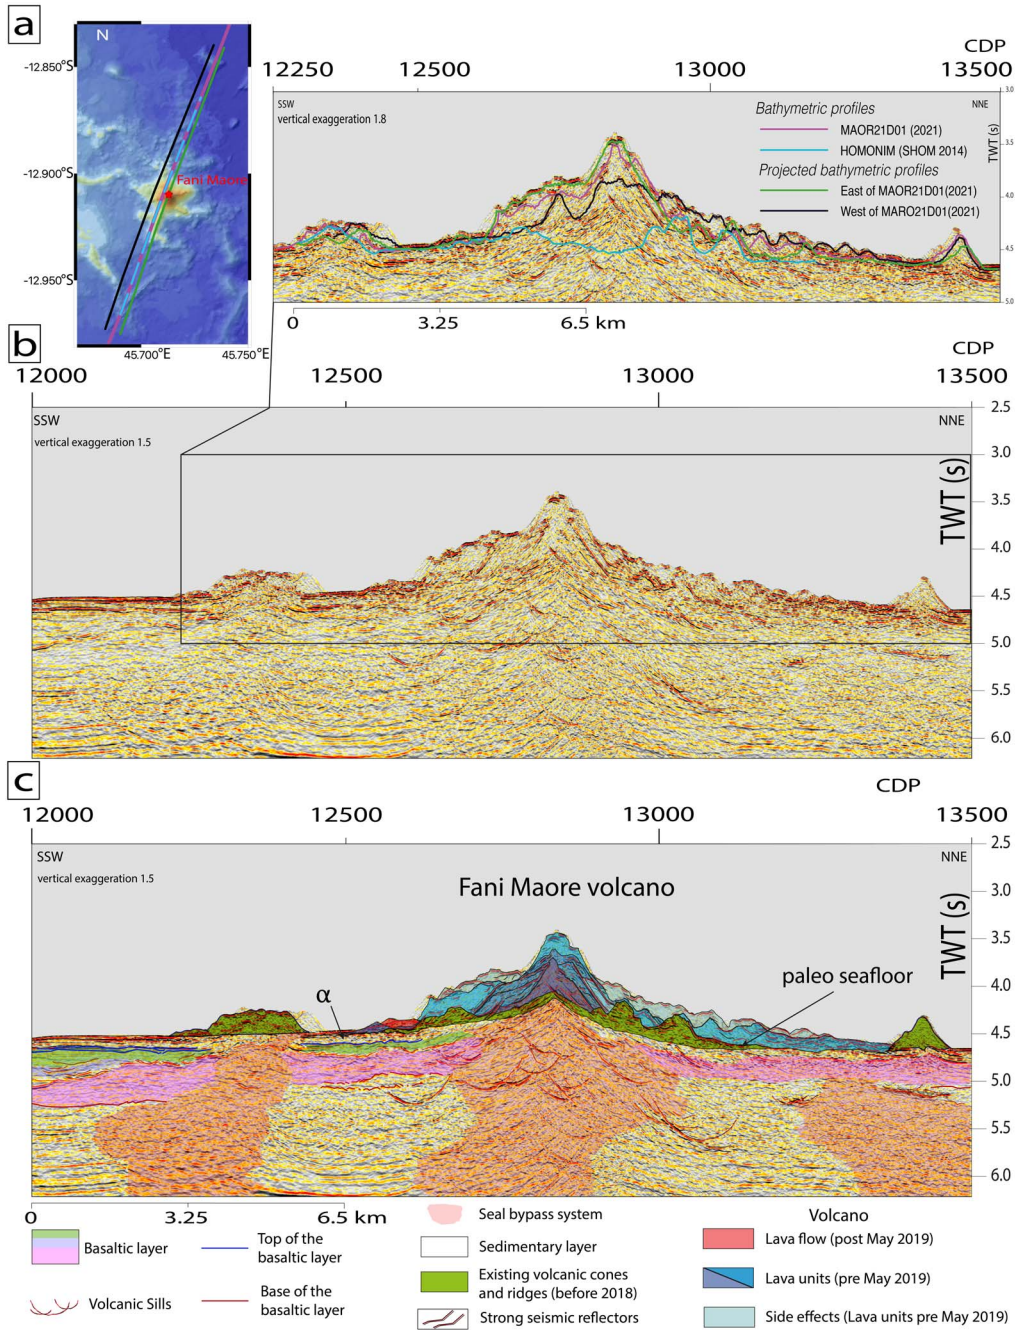 a
N
-12.850°S
-12.900°S
-12.950°S
Fani Maore
45.700°E
45.750°E
CDP
12250
12500
13000
13500
SSW
vertical exaggeration 1.8
NNE
TWT (s)
3.0
3.5
4.0
4.5
5.0
Bathymetric profiles
MAOR21D01 (2021)
HOMONIM (SHOM 2014)
Projected bathymetric profiles
East of MAOR21D01(2021)
West of MARO21D01(2021)
0
3.25
6.5 km
b
CDP
12000
12500
13000
13500
SSW
vertical exaggeration 1.5
NNE
TWT (s)
2.5
3.0
3.5
4.0
4.5
5.0
5.5
6.0
c
CDP
12000
12500
13000
13500
SSW
vertical exaggeration 1.5
NNE
Fani Maore volcano
TWT (s)
α
paleo seafloor
2.5
3.0
3.5
4.0
4.5
5.0
5.5
6.0
0
3.25
6.5 km
Basaltic layer
Volcanic Sills
Top of the
basaltic layer
Base of the
basaltic layer
Seal bypass system
Sedimentary layer
Existing volcanic cones
and ridges (before 2018)
Strong seismic reflectors
Volcano
Lava flow (post May 2019)
Lava units (pre May 2019)
Side effects (Lava units pre May 2019)